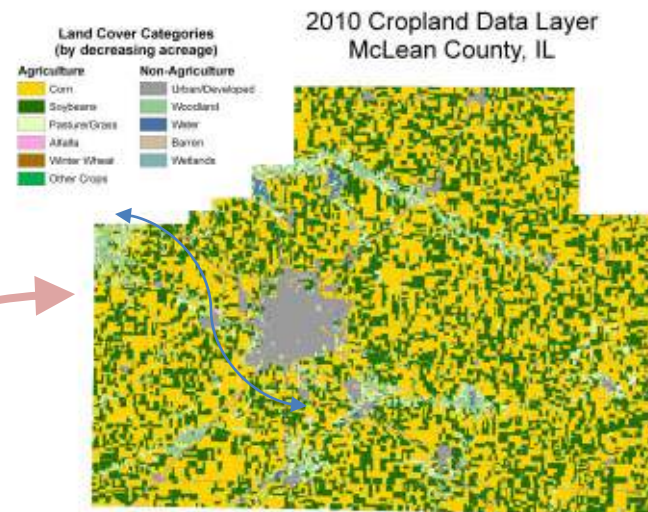 2010 Cropland Data Layer
McLean County, IL
Land Cover Categories
(by decreasing acreage)
Agriculture
Corn
Soybeans
Pasture/Grass
Alfalfa
Winter Wheat
Other Crops
Non-Agriculture
Urban/Developed
Woodland
Water
Barren
Wetlands